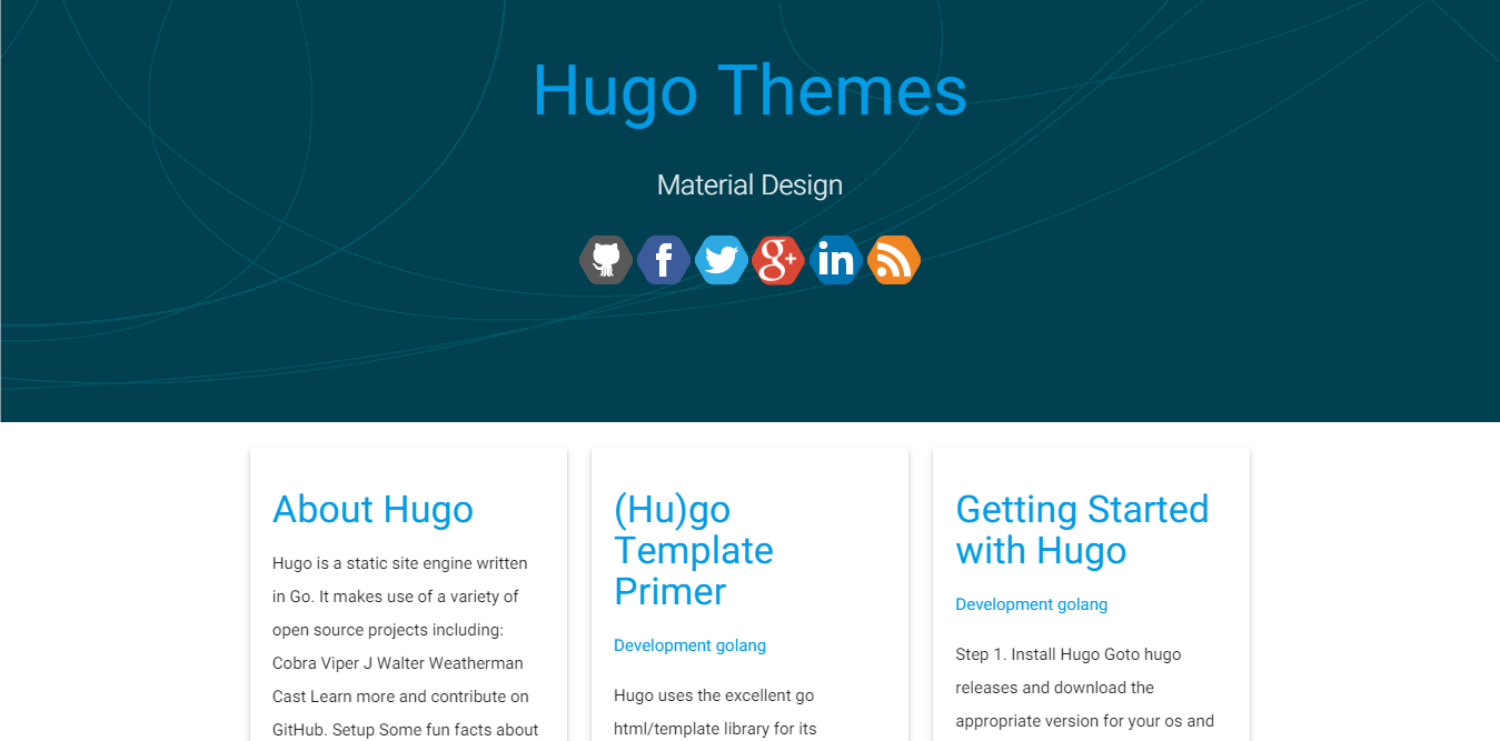 Hugo Themes
Material Design
f
g+
in
About Hugo
Hugo is a static site engine written
in Go. It makes use of a variety of
open source projects including:
Cobra Viper J Walter Weatherman
Cast Learn more and contribute on
GitHub. Setup Some fun facts about
(Hu)go
Template
Primer
Development golang
Hugo uses the excellent go
html/template library for its
Getting Started
with Hugo
Development golang
Step 1. Install Hugo Goto hugo
releases and download the
appropriate version for your os and